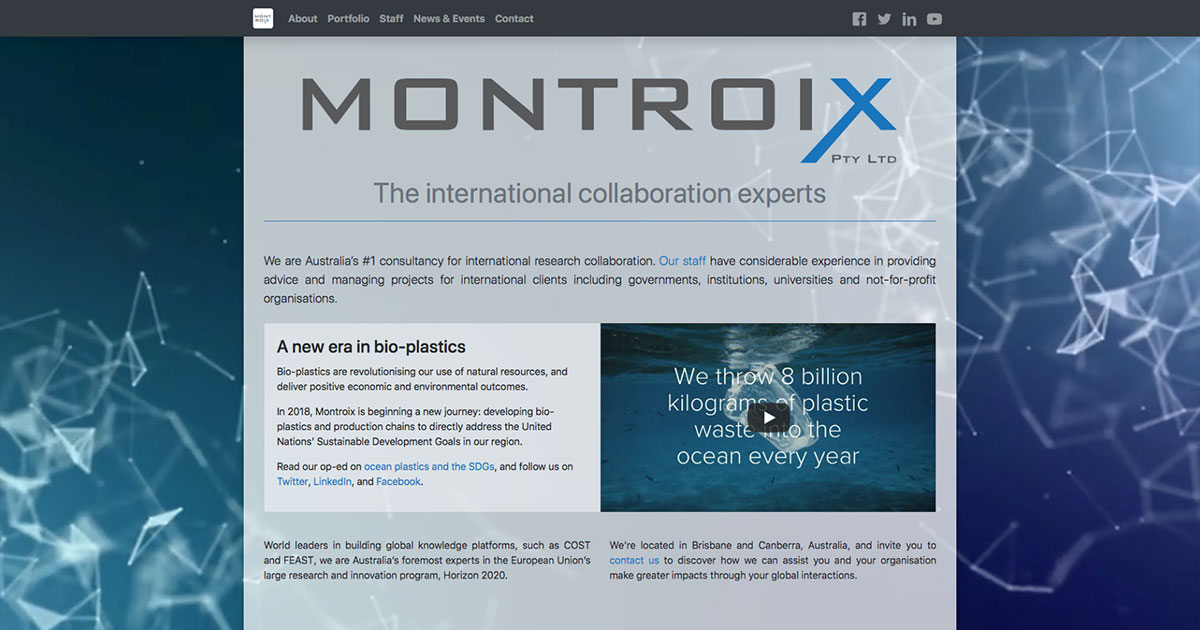 MONT
ROIX
About Portfolio Staff News & Events Contact
MONTROIX
PTY LTD
The international collaboration experts
We are Australia's #1 consultancy for international research collaboration. Our staff have considerable experience in providing
advice and managing projects for international clients including governments, institutions, universities and not-for-profit
organisations.
A new era in bio-plastics
Bio-plastics are revolutionising our use of natural resources, and
deliver positive economic and environmental outcomes.
In 2018, Montroix is beginning a new journey: developing bio-
plastics and production chains to directly address the United
Nations' Sustainable Development Goals in our region.
Read our op-ed on ocean plastics and the SDGs, and follow us on
Twitter, LinkedIn, and Facebook.
We throw 8 billion
kilograms of plastic
waste into the
ocean every year
World leaders in building global knowledge platforms, such as COST
and FEAST, we are Australia's foremost experts in the European Union's
large research and innovation program, Horizon 2020.
We're located in Brisbane and Canberra, Australia, and invite you to
contact us to discover how we can assist you and your organisation
make greater impacts through your global interactions.